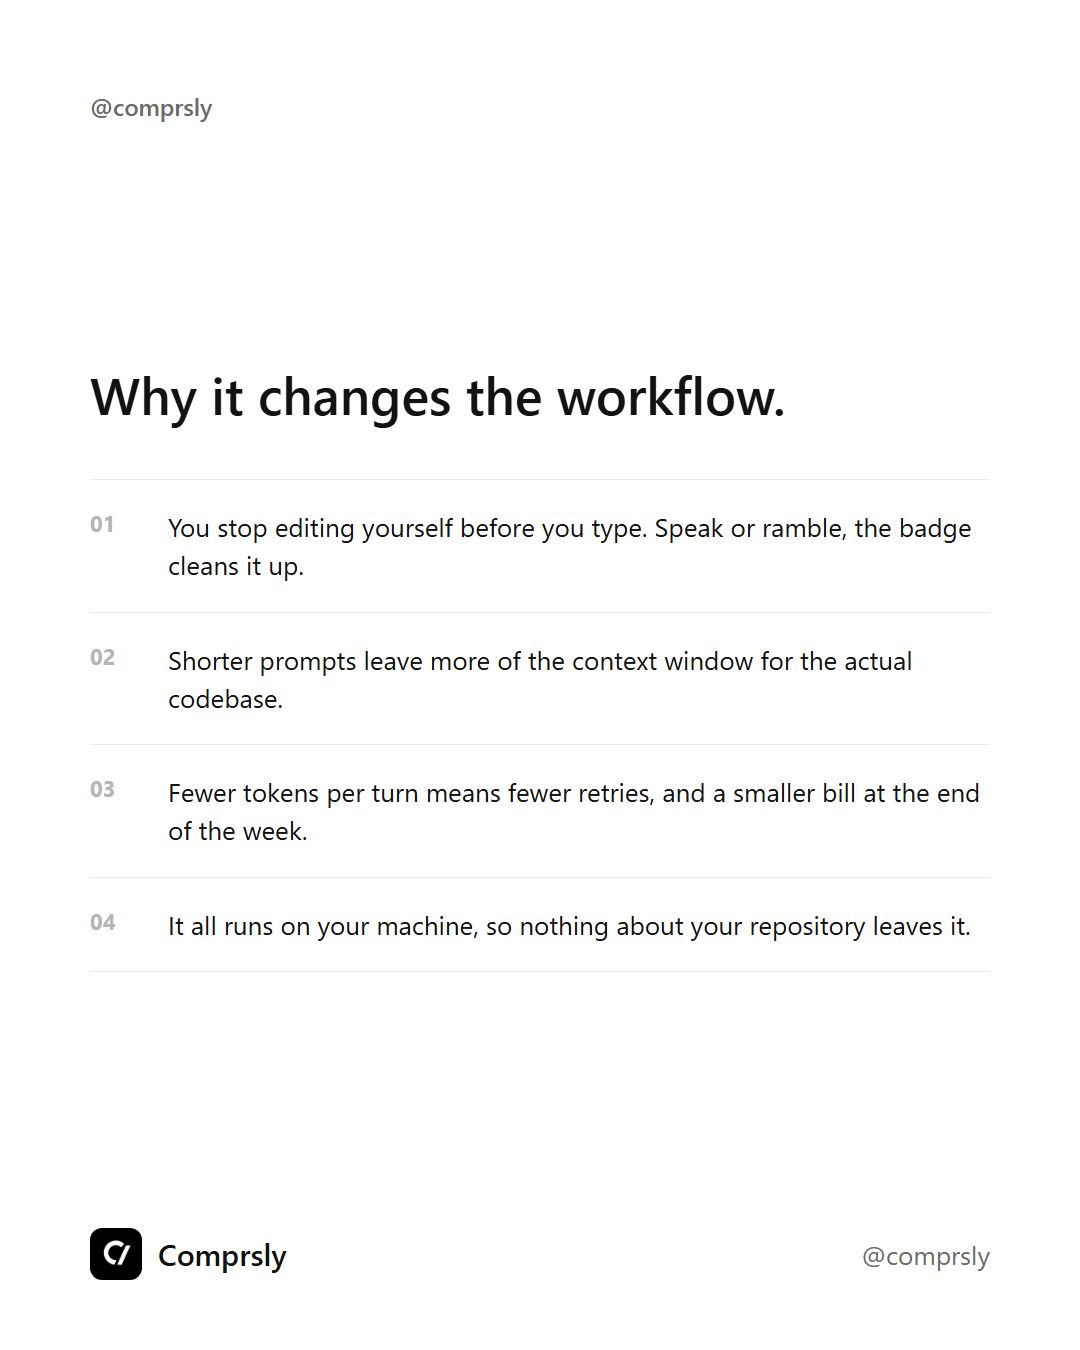 @comprsly
Why it changes the workflow.
01
You stop editing yourself before you type. Speak or ramble, the badge
cleans it up.
02
Shorter prompts leave more of the context window for the actual
codebase.
03
Fewer tokens per turn means fewer retries, and a smaller bill at the end
of the week.
04
It all runs on your machine, so nothing about your repository leaves it.
Comprsly
@comprsly